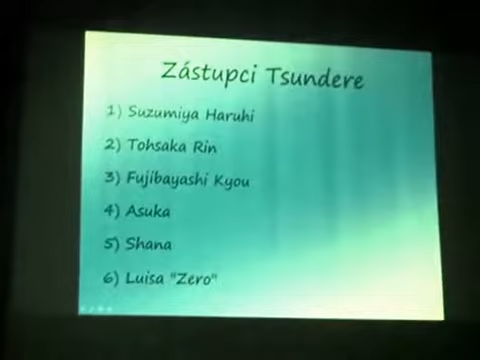 Zástupci Tsundere
1) Suzumiya Haruhi
2) Tohsaka Rin
3) Fujibayashi Kyou
4) Asuka
5) Shana
6) Luisa "Zero"